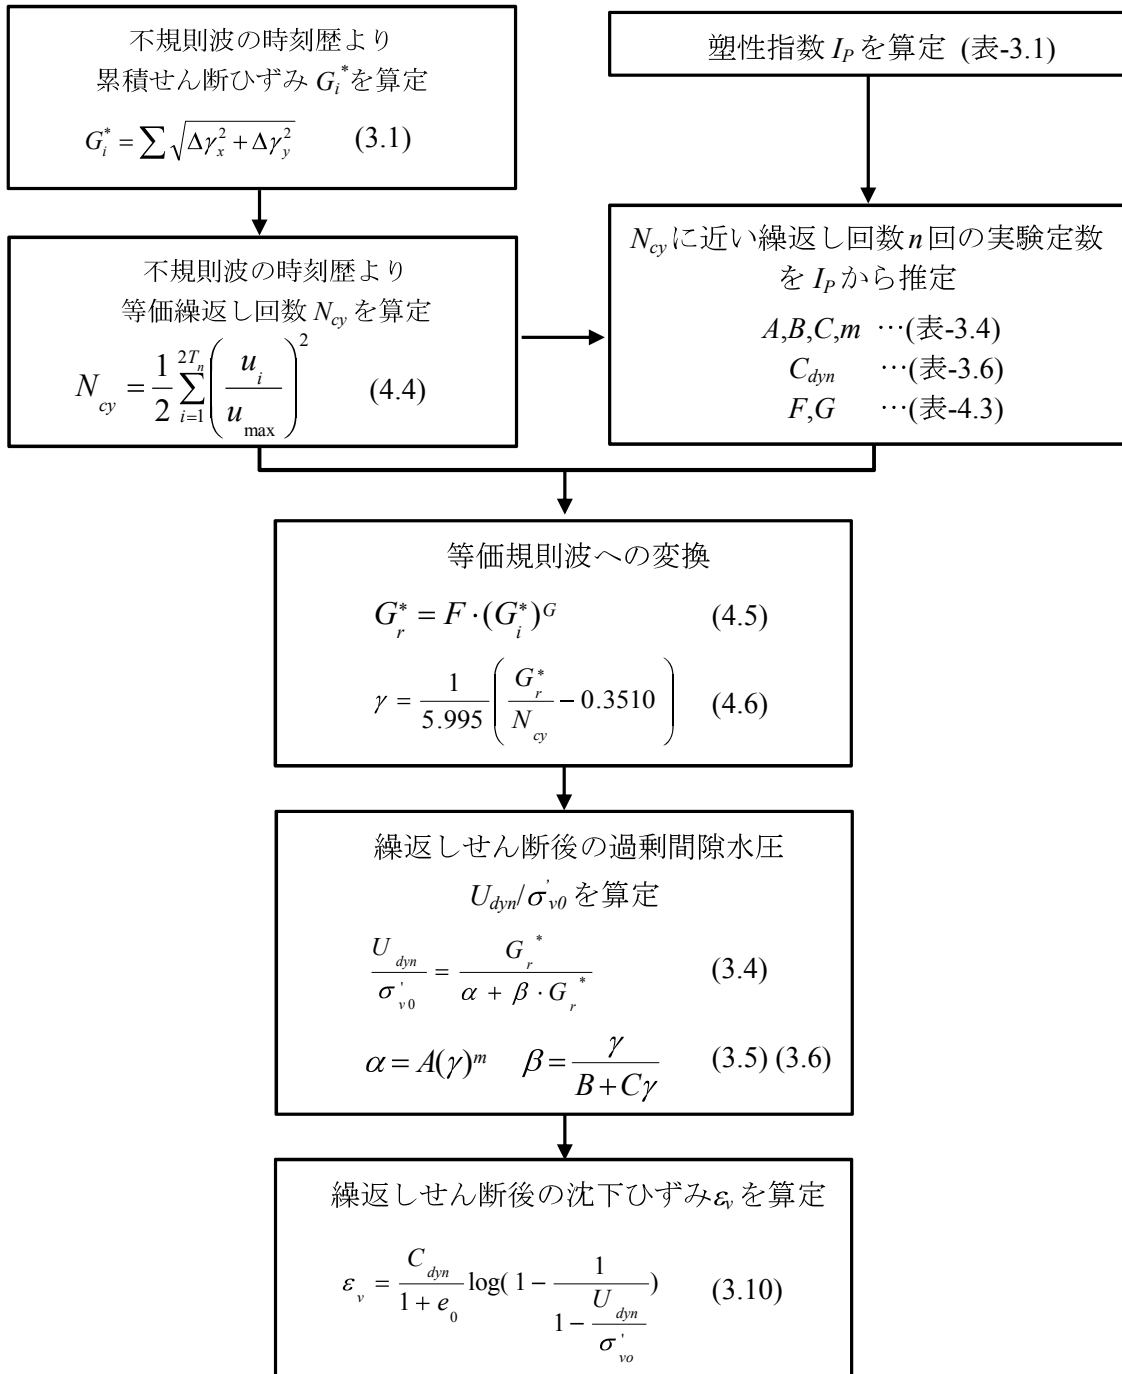 不規則波の時刻歴より
累積せん断ひずみ G_i^* を算定
G_i^* = ∑ √(Δγ_x^2 + Δγ_y^2) (3.1)
塑性指数 I_P を算定 (表-3.1)
不規則波の時刻歴より
等価繰返し回数 N_cy を算定
N_cy = 1/2 ∑_{i=1}^{2T_n} (u_i / u_max)^2 (4.4)
N_cy に近い繰返し回数 n 回の実験定数
を I_P から推定
A,B,C,m …(表-3.4)
C_dyn …(表-3.6)
F,G …(表-4.3)
等価規則波への変換
G_r^* = F·(G_i^*)^G (4.5)
γ = 1/5.995 (G_r^*/N_cy − 0.3510) (4.6)
繰返しせん断後の過剰間隙水圧
U_dyn/σ'_v0 を算定
U_dyn/σ'_v0 = G_r^* / (α + β·G_r^*) (3.4)
α = A(γ)^m β = γ/(B + Cγ) (3.5) (3.6)
繰返しせん断後の沈下ひずみ ε_v を算定
ε_v = C_dyn/(1 + e_0) log( 1 − 1/(1 − U_dyn/σ'_vo) ) (3.10)